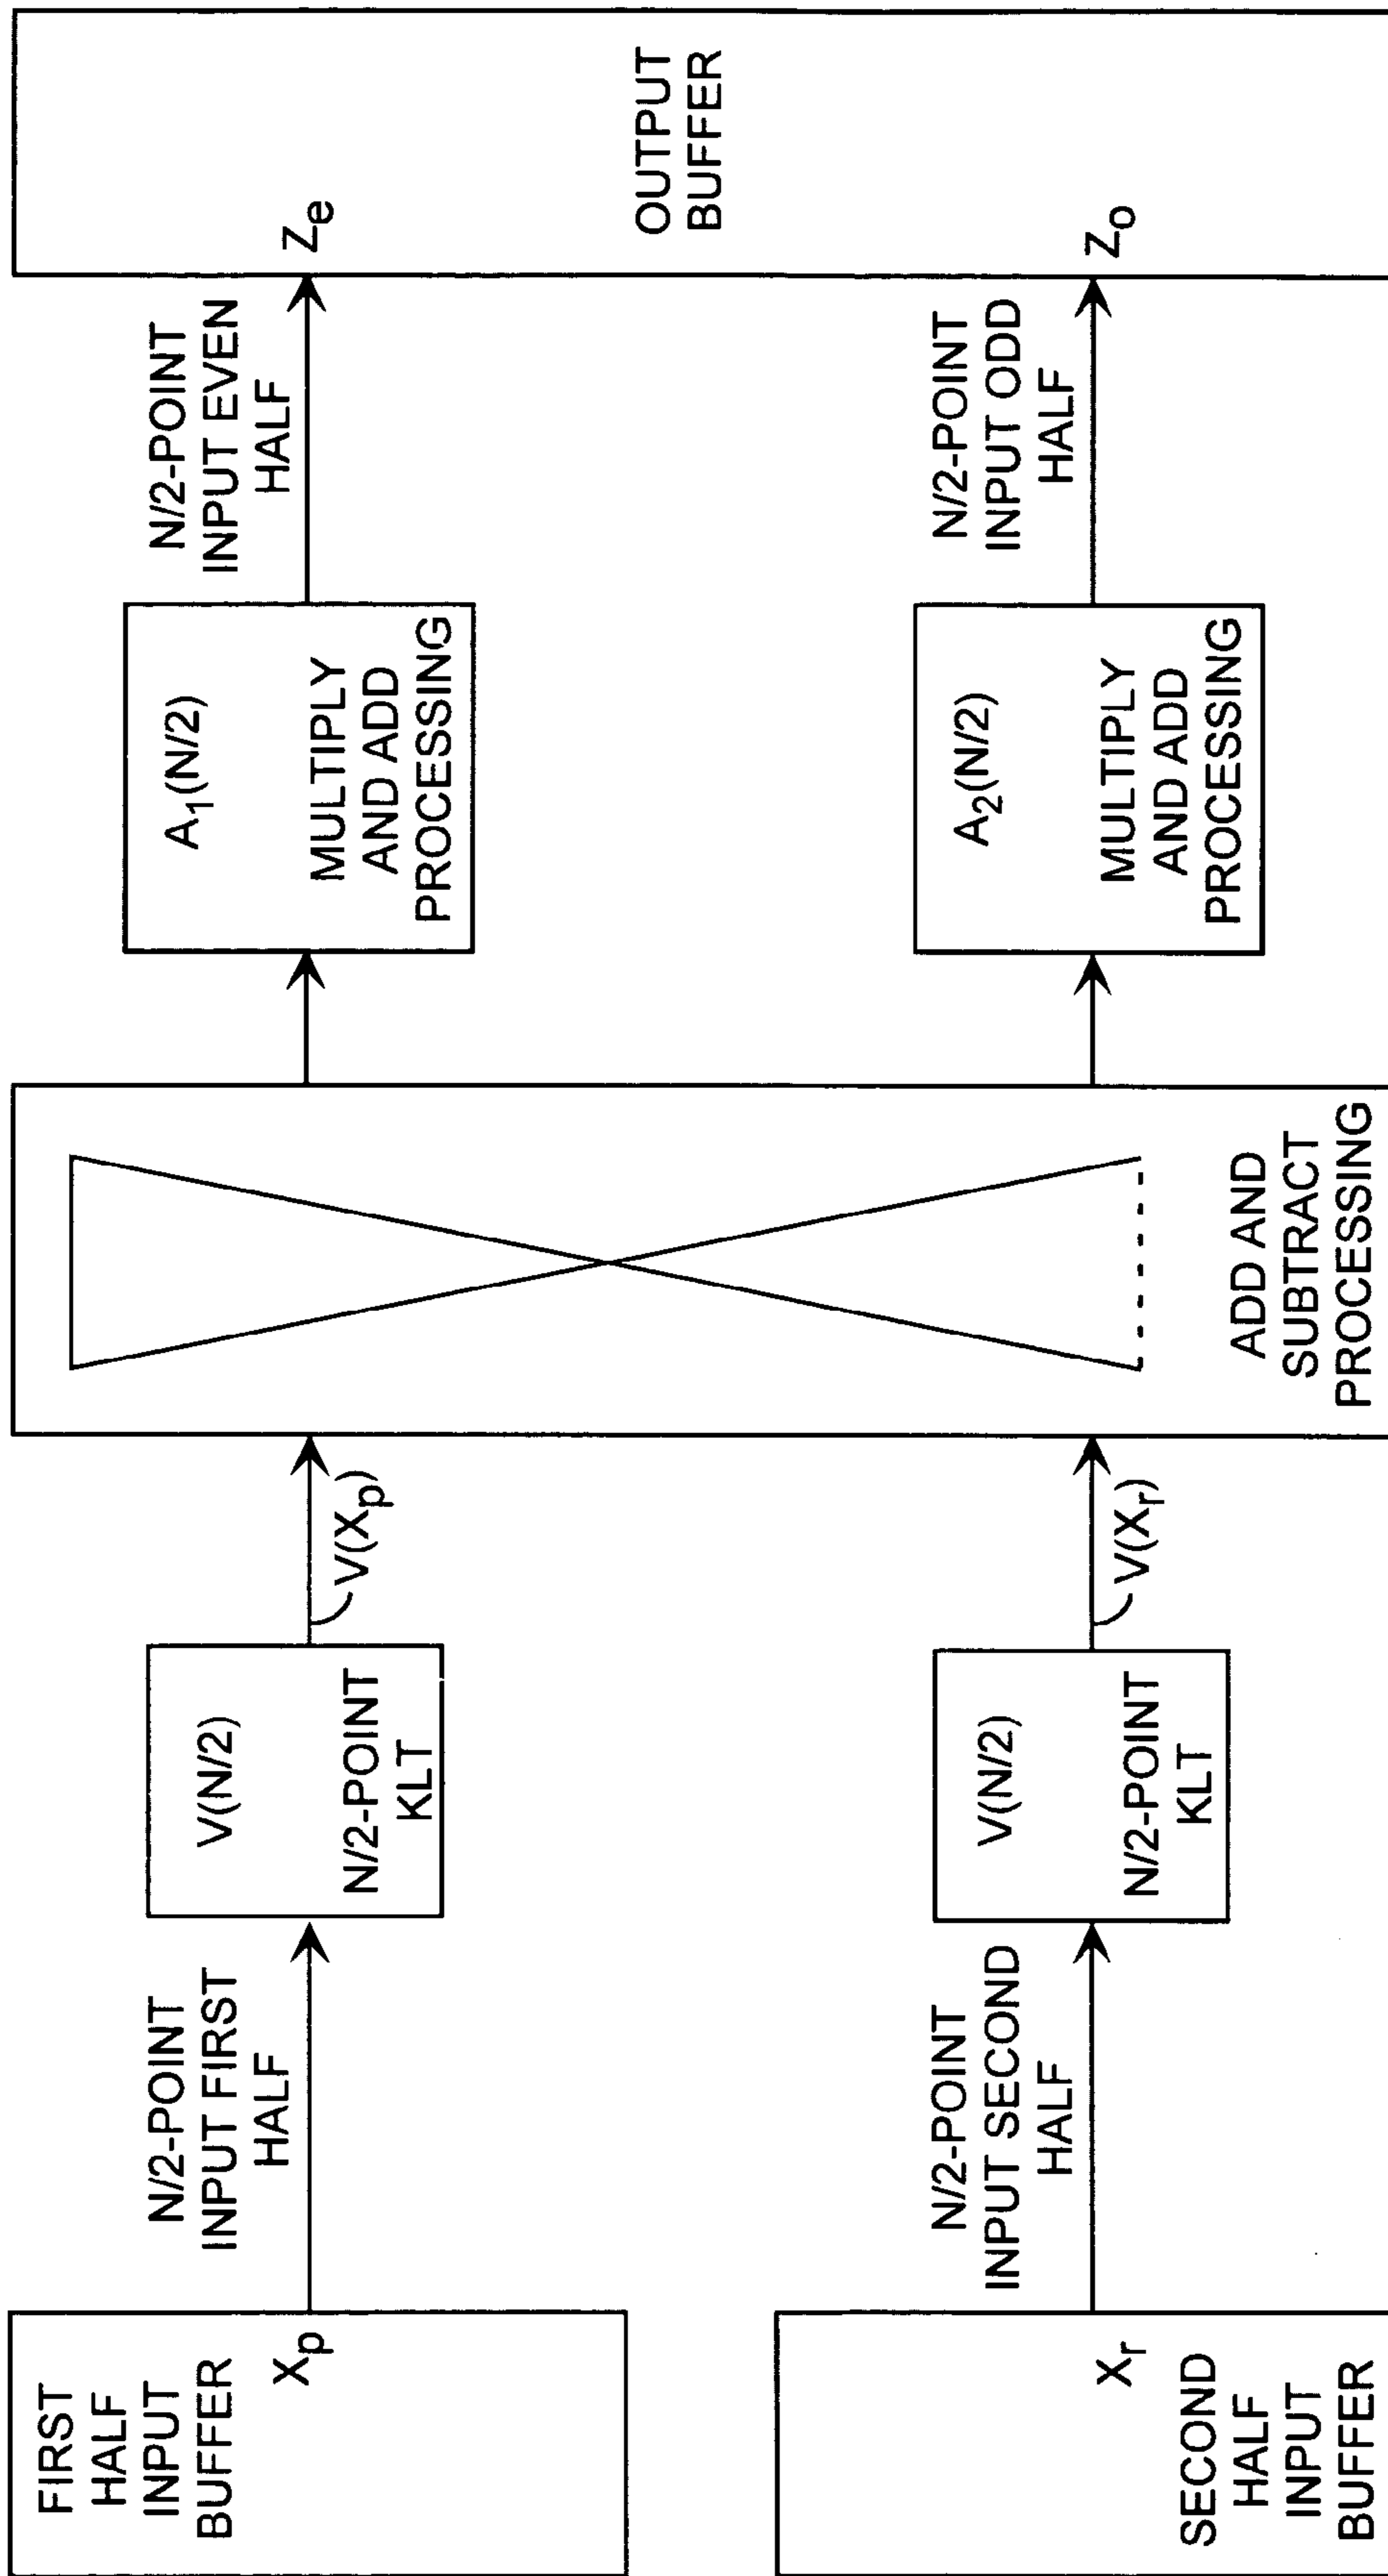 FIRST
HALF
INPUT
BUFFER
Xp
N/2-POINT
INPUT FIRST
HALF
V(N/2)
N/2-POINT
KLT
V(Xp)
ADD AND
SUBTRACT
PROCESSING
A1(N/2)
MULTIPLY
AND ADD
PROCESSING
N/2-POINT
INPUT EVEN
HALF
Ze
OUTPUT
BUFFER
Xr
SECOND
HALF
INPUT
BUFFER
N/2-POINT
INPUT SECOND
HALF
V(N/2)
N/2-POINT
KLT
V(Xr)
A2(N/2)
MULTIPLY
AND ADD
PROCESSING
N/2-POINT
INPUT ODD
HALF
Zo